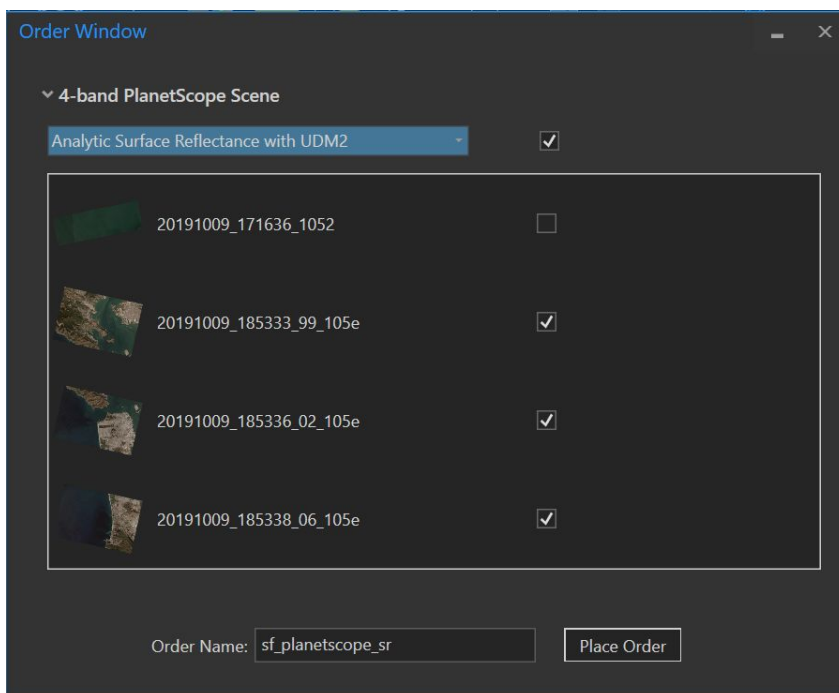 Order Window
4-band PlanetScope Scene
Analytic Surface Reflectance with UDM2
20191009_171636_1052
20191009_185333_99_105e
20191009_185336_02_105e
20191009_185338_06_105e
Order Name: sf_planetscope_sr Place Order